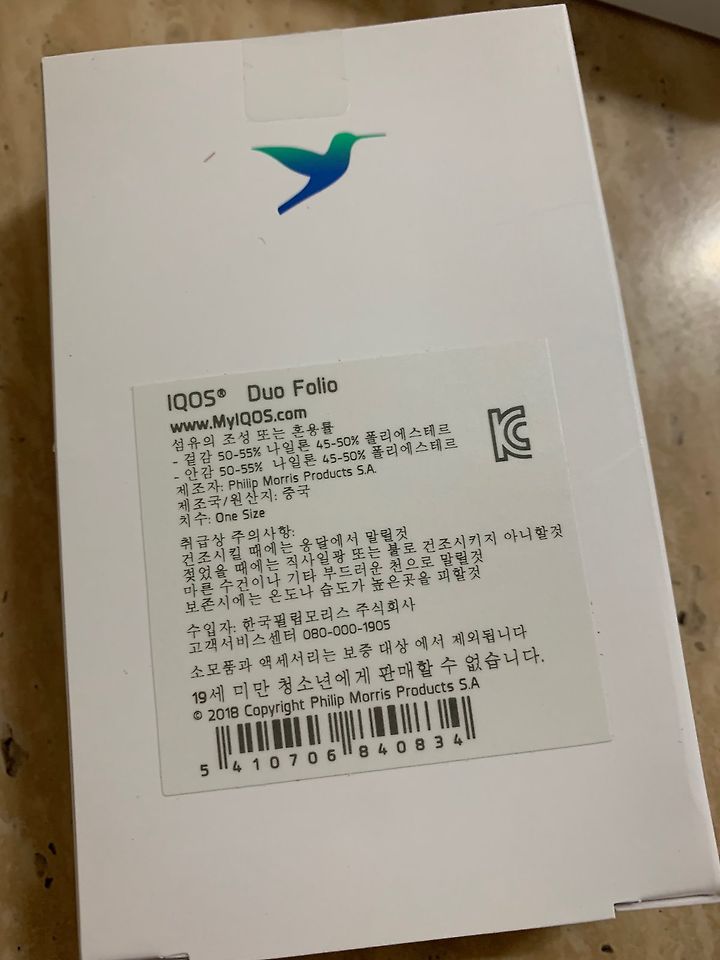 IQOS® Duo Folio
www.MyIQOS.com
섬유의 조성 또는 혼용률
- 겉감 50-55% 나일론 45-50% 폴리에스테르
- 안감 50-55% 나일론 45-50% 폴리에스테르
제조자: Philip Morris Products S.A.
제조국/원산지: 중국
치수: One Size
취급상 주의사항:
건조시킬 때에는 응달에서 말릴것
젖었을 때에는 직사일광 또는 불로 건조시키지 아니할것
마른 수건이나 기타 부드러운 천으로 말릴것
보존시에는 온도나 습도가 높은곳을 피할것
수입자: 한국필립모리스 주식회사
고객서비스센터 080-000-1905
소모품과 액세서리는 보증 대상 에서 제외됩니다
19세 미만 청소년에게 판매할 수 없습니다.
© 2018 Copyright Philip Morris Products S.A
5 410706 840834